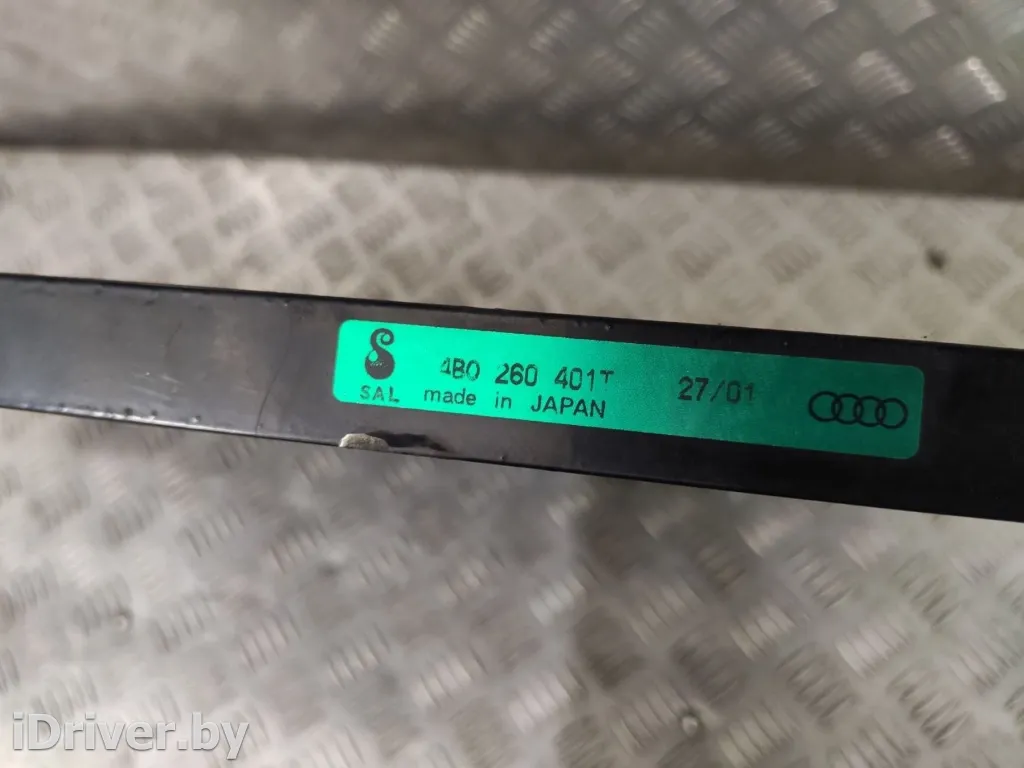 4B0 260 401T 27/01
SAL made in JAPAN
iDriver.by